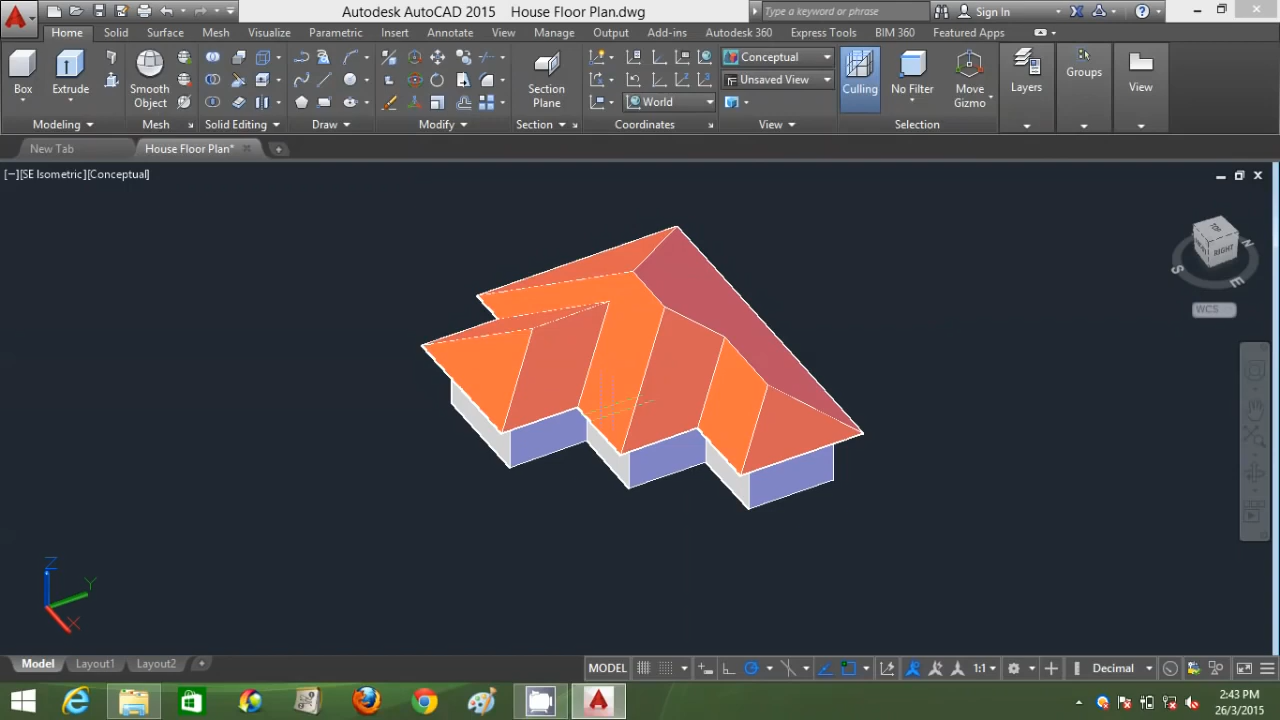 Autodesk AutoCAD 2015 House Floor Plan.dwg
Type a keyword or phrase
Sign In
Home Solid Surface Mesh Visualize Parametric Insert Annotate View Manage Output Add-ins Autodesk 360 Express Tools BIM 360 Featured Apps
Box
Extrude
Smooth
Object
Section
Plane
Conceptual
Unsaved View
World
Culling
No Filter
Move
Gizmo
Layers
Groups
View
Modeling
Mesh
Solid Editing
Draw
Modify
Section
Coordinates
View
Selection
New Tab
House Floor Plan*
[−][SE Isometric][Conceptual]
TOP
RIGHT
N
S
E
WCS
Z
Y
X
Model Layout1 Layout2
MODEL
1:1
Decimal
2:43 PM
26/3/2015